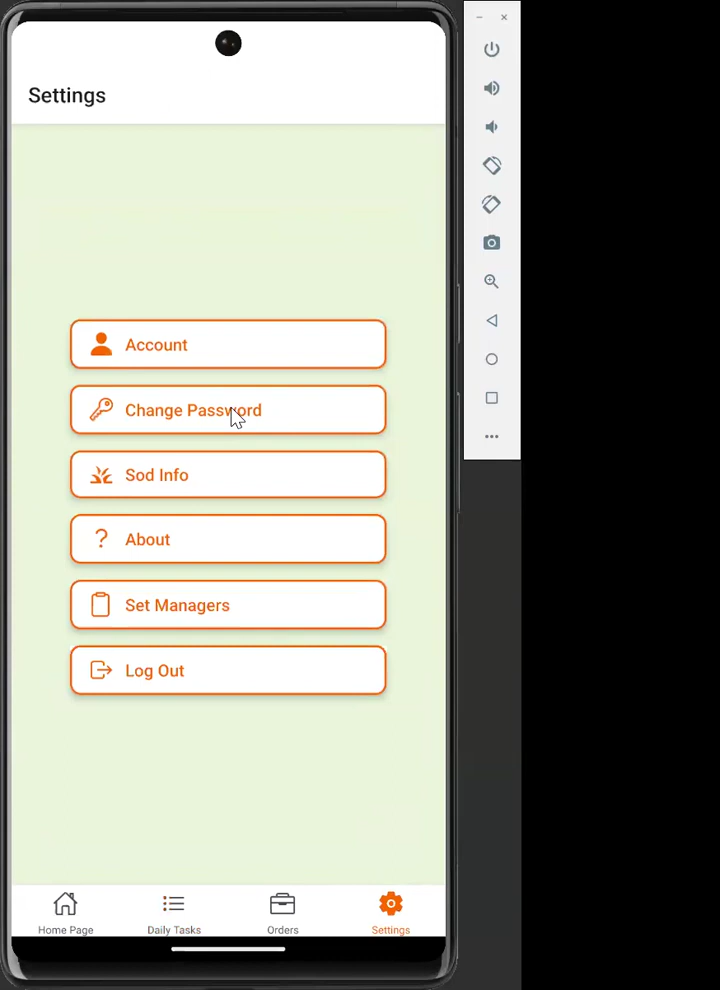 Settings
Account
Change Password
Sod Info
About
Set Managers
Log Out
Home Page
Daily Tasks
Orders
Settings